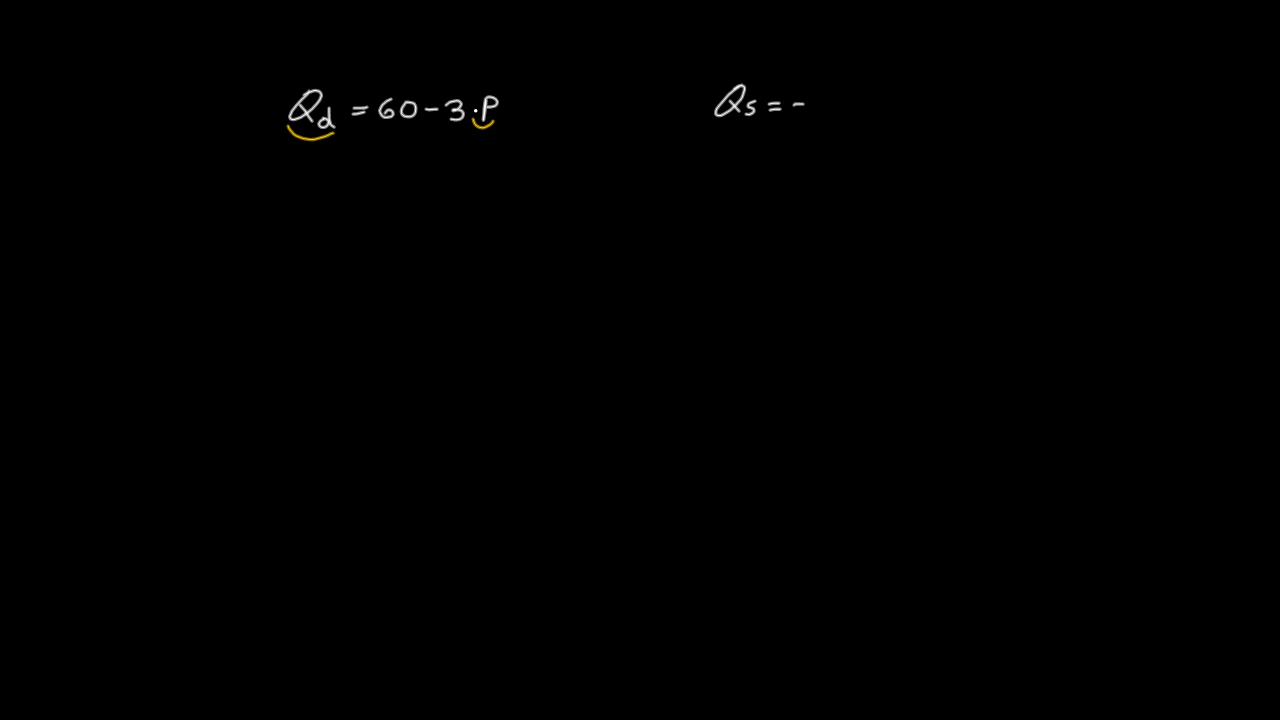 Qd = 60 - 3 · P
Qs = -